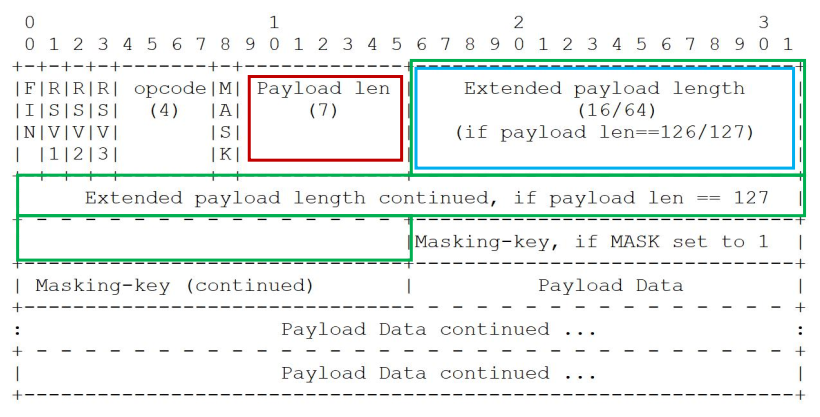 0                   1                   2                   3
0 1 2 3 4 5 6 7 8 9 0 1 2 3 4 5 6 7 8 9 0 1 2 3 4 5 6 7 8 9 0 1
+-+-+-+-+-------+-+-------------+-------------------------------+
|F|R|R|R| opcode|M| Payload len |    Extended payload length    |
|I|S|S|S|  (4)  |A|     (7)     |             (16/64)           |
|N|V|V|V|       |S|             |   (if payload len==126/127)   |
| |1|2|3|       |K|             |                               |
+-+-+-+-+-------+-+-------------+ - - - - - - - - - - - - - - - +
|     Extended payload length continued, if payload len == 127  |
+ - - - - - - - - - - - - - - - +-------------------------------+
|                               |Masking-key, if MASK set to 1  |
+-------------------------------+-------------------------------+
| Masking-key (continued)       |          Payload Data         |
+-------------------------------- - - - - - - - - - - - - - - - +
:                     Payload Data continued ...                :
+ - - - - - - - - - - - - - - - - - - - - - - - - - - - - - - - +
|                     Payload Data continued ...                |
+---------------------------------------------------------------+